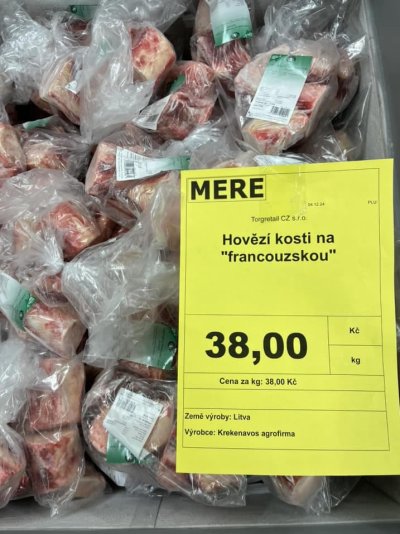 MERE
04.12.24
PLU
Torgretail CZ s.r.o.
Hovězí kosti na
"francouzskou"
38,00
Kč
kg
Cena za kg: 38,00 Kč
Země výroby: Litva
Výrobce: Krekenavos agrofirma